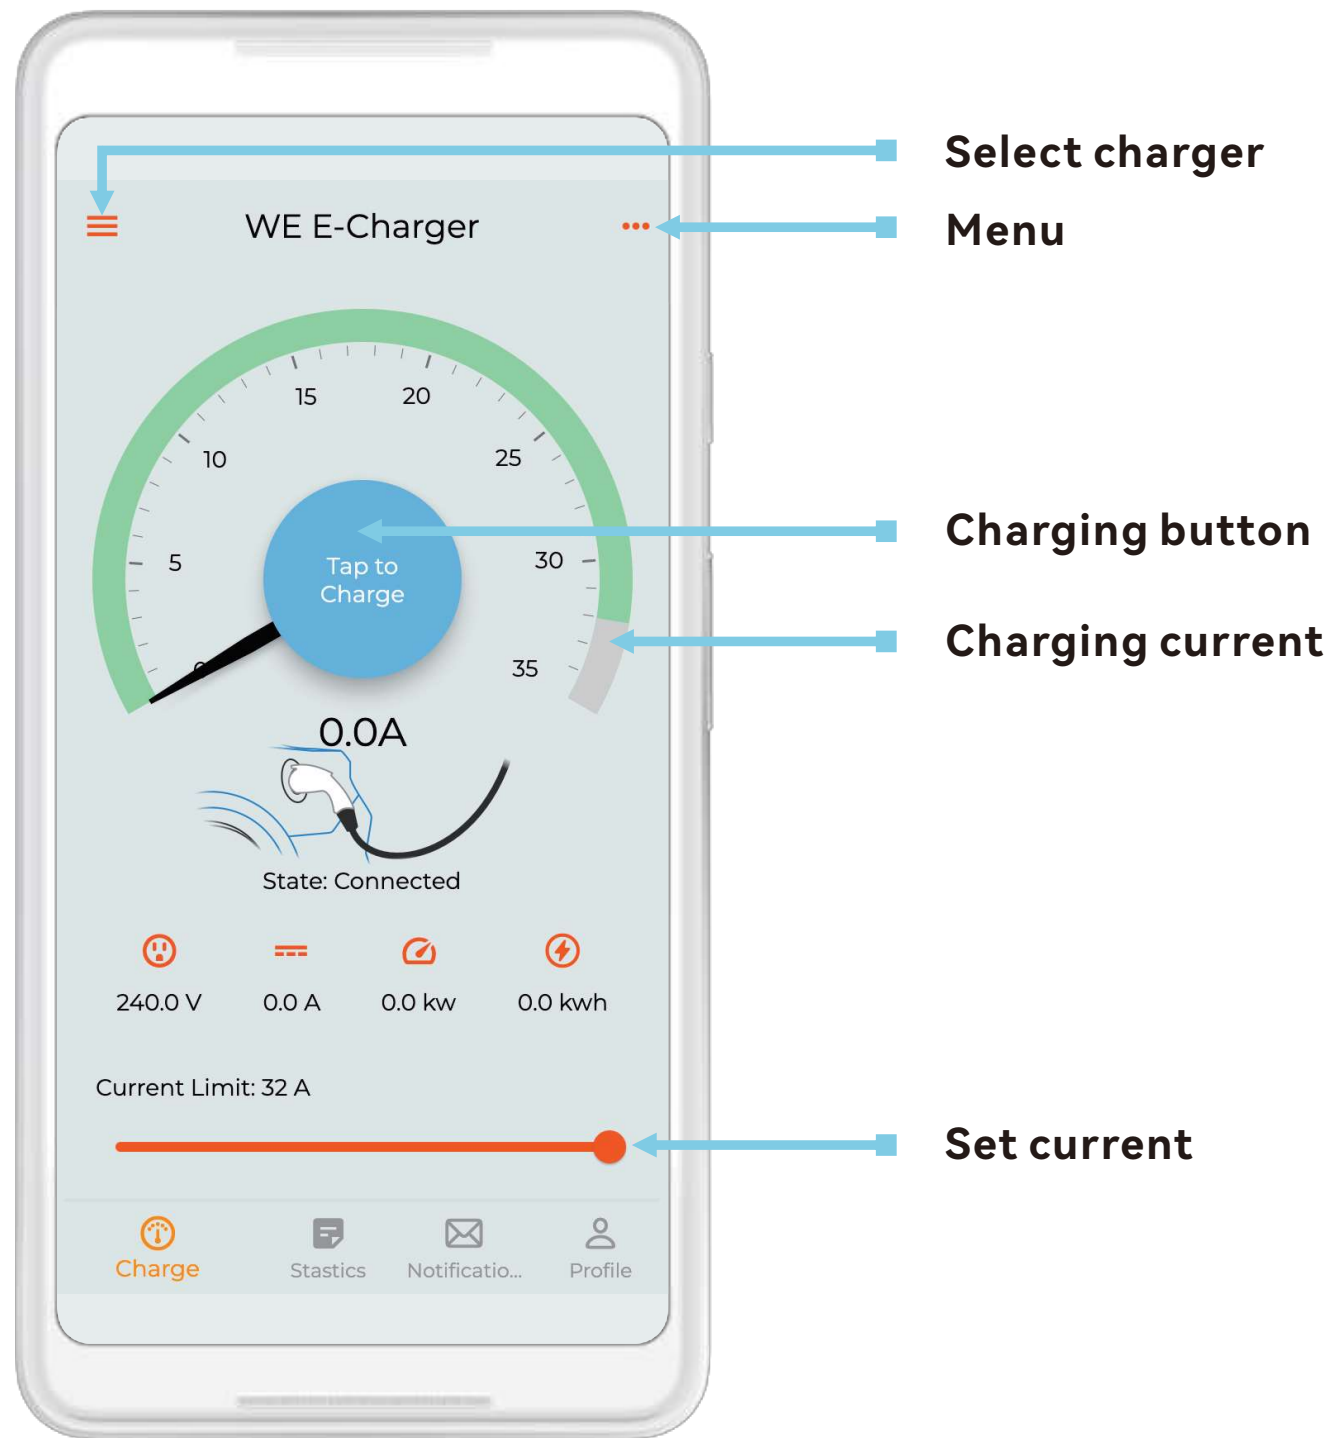 Select charger
WE E-Charger
Menu
15
20
10
25
Charging button
5
30
Tap to
Charge
Charging current
0
35
0.0A
State: Connected
240.0 V
0.0 A
0.0 kw
0.0 kwh
Current Limit: 32 A
Set current
Charge
Stastics
Notificatio...
Profile